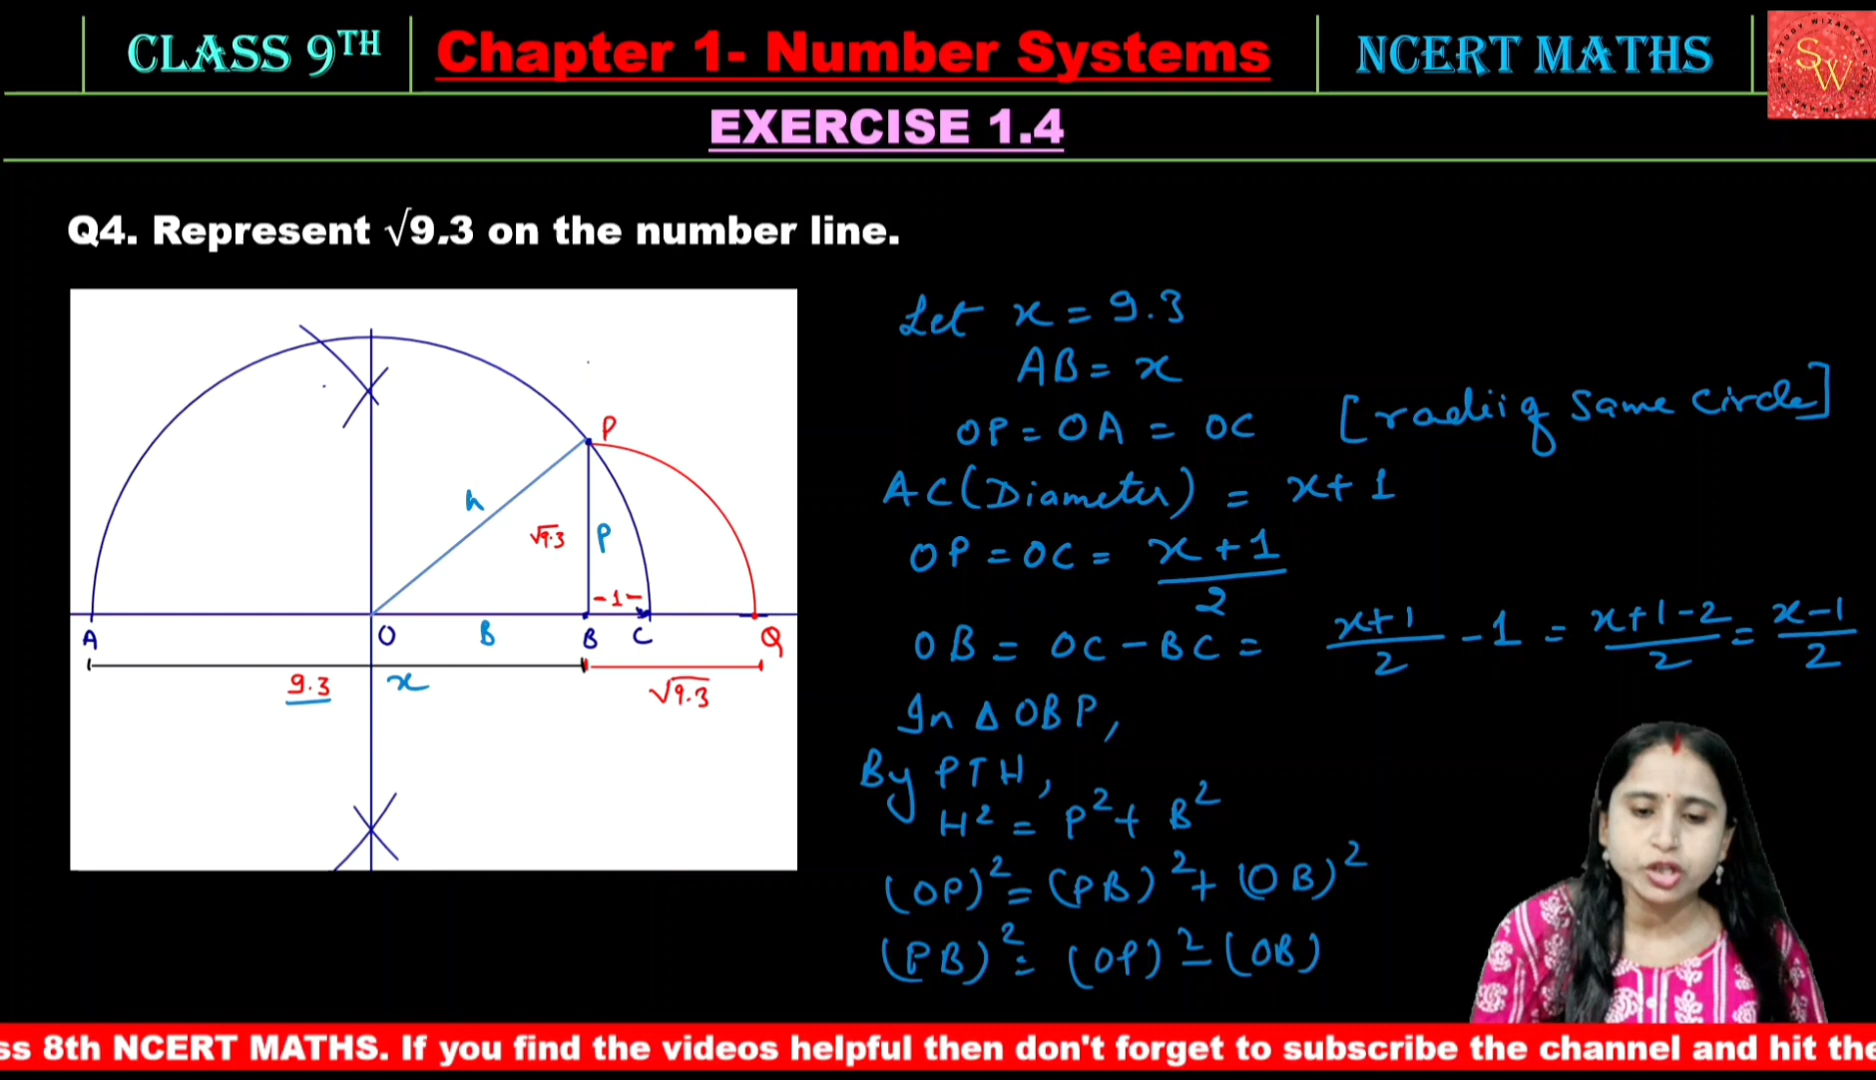 CLASS 9TH
Chapter 1- Number Systems
NCERT MATHS
SW
EXERCISE 1.4
Q4. Represent √9.3 on the number line.
P
h
√9.3
P
-1-
A
O
B
B
C
Q
9.3
x
√9.3
Let x = 9.3
AB = x
OP = OA = OC [radii of same circle]
AC (Diameter) = x+1
OP = OC = x+1/2
OB = OC - BC = x+1/2 - 1 = x+1-2/2 = x-1/2
In Δ OBP,
By PTH,
H² = P² + B²
(OP)² = (PB)² + (OB)²
(PB)² = (OP)² - (OB)
ss 8th NCERT MATHS. If you find the videos helpful then don't forget to subscribe the channel and hit the